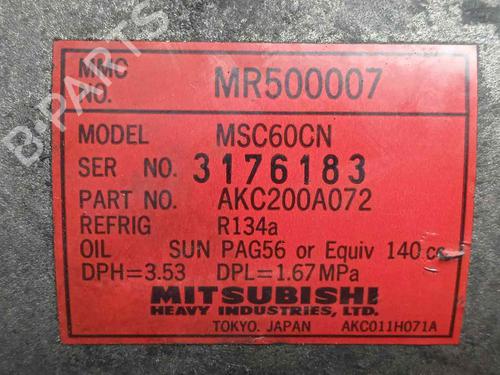 MMC
NO. MR500007
MODEL MSC60CN
SER NO. 3176183
PART NO. AKC200A072
REFRIG R134a
OIL SUN PAG56 or Equiv 140 cc
DPH=3.53 DPL=1.67MPa
MITSUBISHI
HEAVY INDUSTRIES, LTD.
TOKYO. JAPAN AKC011H071A
B-PARTS